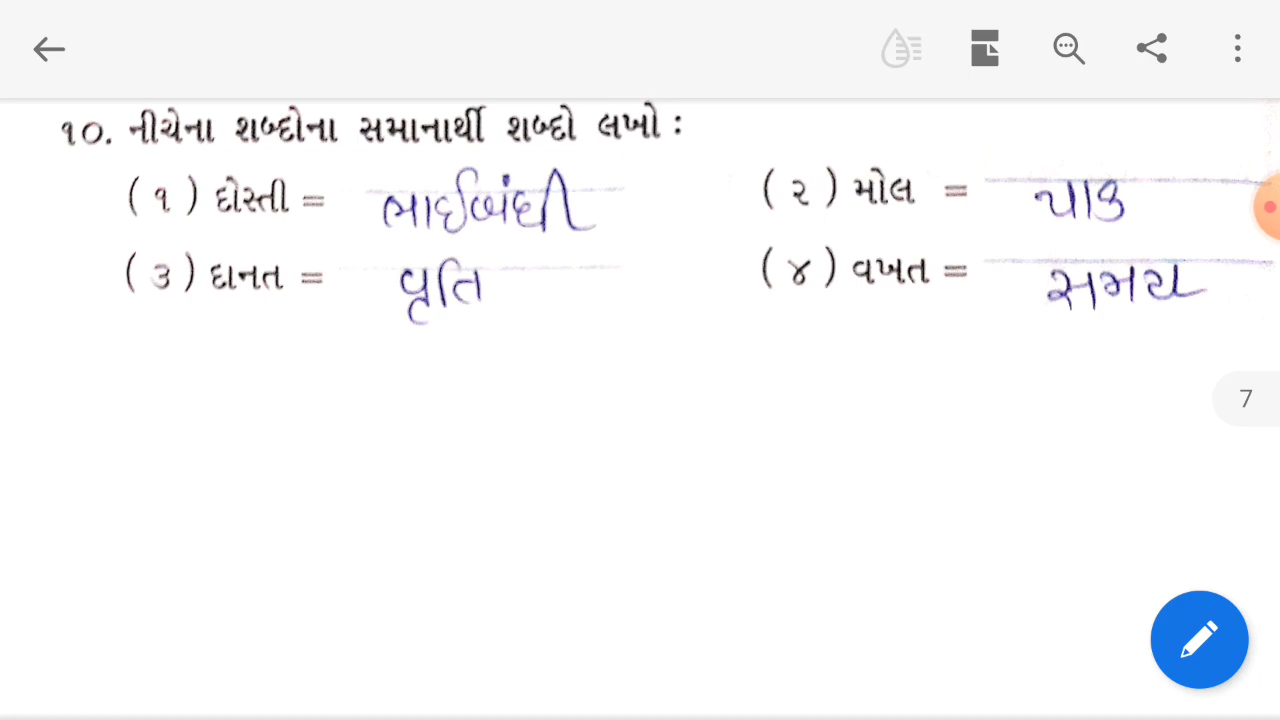 ૧૦. નીચેના શબ્દોના સમાનાર્થી શબ્દો લખો :
( ૧ ) દોસ્તી = ભાઈબંધી ( ૨ ) મોલ = પાક
( ૩ ) દાનત = વૃતિ ( ૪ ) વખત = સમય
7